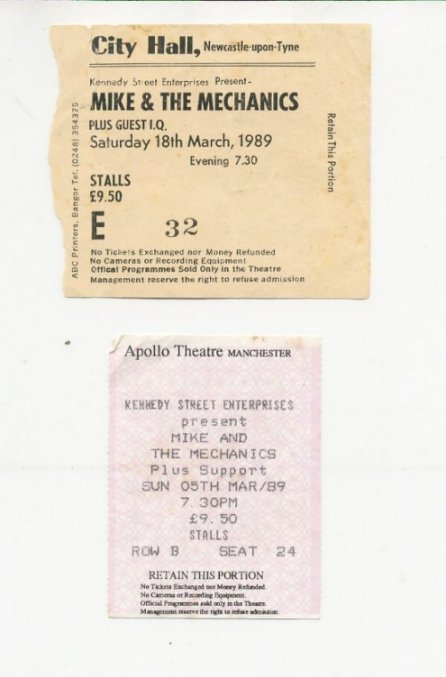 City Hall, Newcastle-upon-Tyne
Kennedy Street Enterprises Present-
MIKE & THE MECHANICS
PLUS GUEST I.Q.
Saturday 18th March, 1989
Evening 7.30
STALLS
£9.50
E 32
No Tickets Exchanged nor Money Refunded
No Cameras or Recording Equipment
Offical Programmes Sold Only in the Theatre
Management reserve the right to refuse admission
ABC Printers, Bangor Tel. (0248) 354375
Retain This Portion
Apollo Theatre MANCHESTER
KENNEDY STREET ENTERPRISES
present
MIKE AND
THE MECHANICS
Plus Support
SUN 05TH MAR/89
7.30PM
£9.50
STALLS
ROW B SEAT 24
RETAIN THIS PORTION
No Tickets Exchanged nor Money Refunded.
No Cameras or Recording Equipment.
Official Programmes sold only in the Theatre.
Management reserve the right to refuse admission